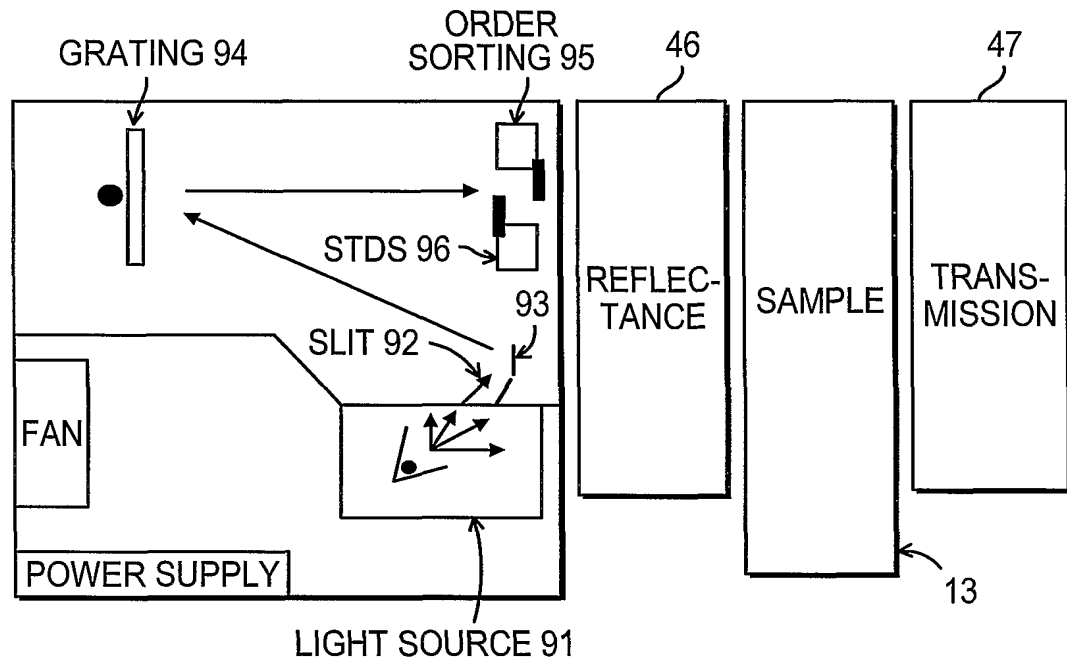 ORDER
SORTING 95
GRATING 94
46
47
STDS 96
REFLEC-
TANCE
SAMPLE
TRANS-
MISSION
93
SLIT 92
FAN
POWER SUPPLY
13
LIGHT SOURCE 91